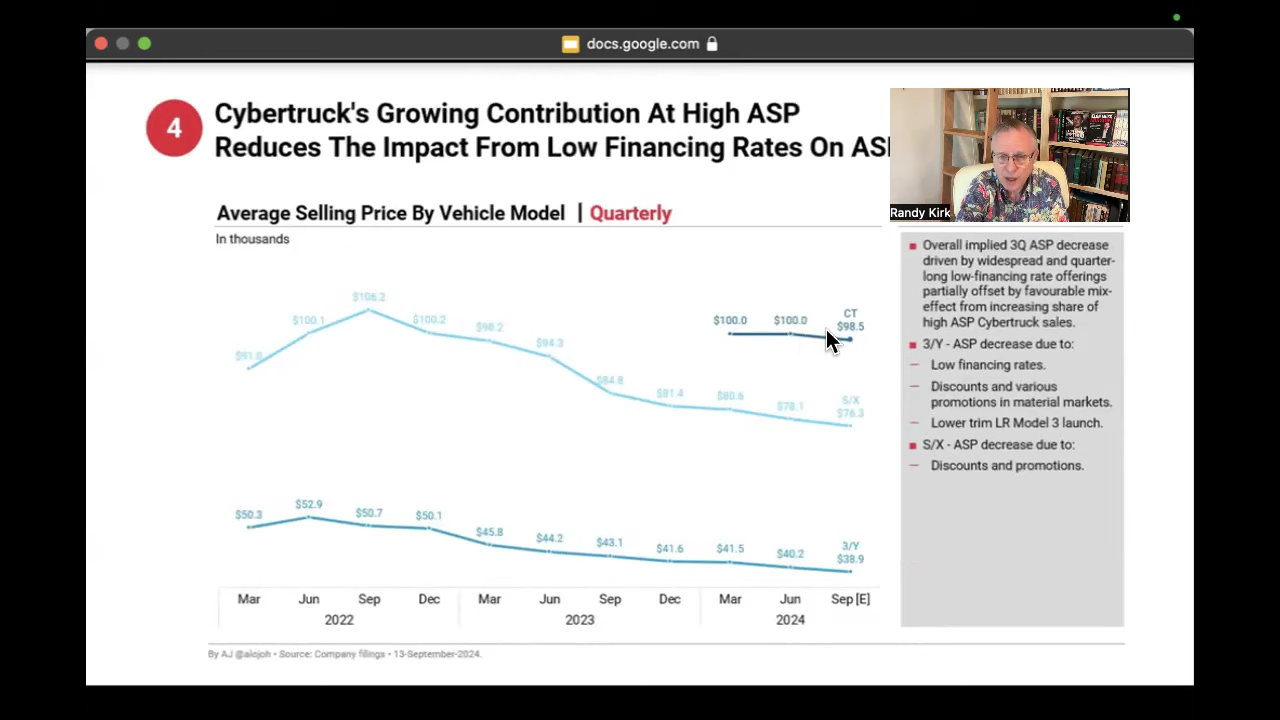 docs.google.com
4
Cybertruck's Growing Contribution At High ASP
Reduces The Impact From Low Financing Rates On AS
Randy Kirk
Average Selling Price By Vehicle Model | Quarterly
In thousands
$91.0 $100.1 $106.2 $100.2 $98.2 $94.3 $84.8 $81.4 $80.6 $78.1 S/X $76.3
$100.0 $100.0 CT $98.5
$50.3 $52.9 $50.7 $50.1 $45.8 $44.2 $43.1 $41.6 $41.5 $40.2 3/Y $38.9
Mar Jun Sep Dec Mar Jun Sep Dec Mar Jun Sep [E]
2022 2023 2024
Overall implied 3Q ASP decrease
driven by widespread and quarter-
long low-financing rate offerings
partially offset by favourable mix-
effect from increasing share of
high ASP Cybertruck sales.
3/Y - ASP decrease due to:
Low financing rates.
Discounts and various
promotions in material markets.
Lower trim LR Model 3 launch.
S/X - ASP decrease due to:
Discounts and promotions.
By AJ @alojoh • Source: Company filings • 13-September-2024.